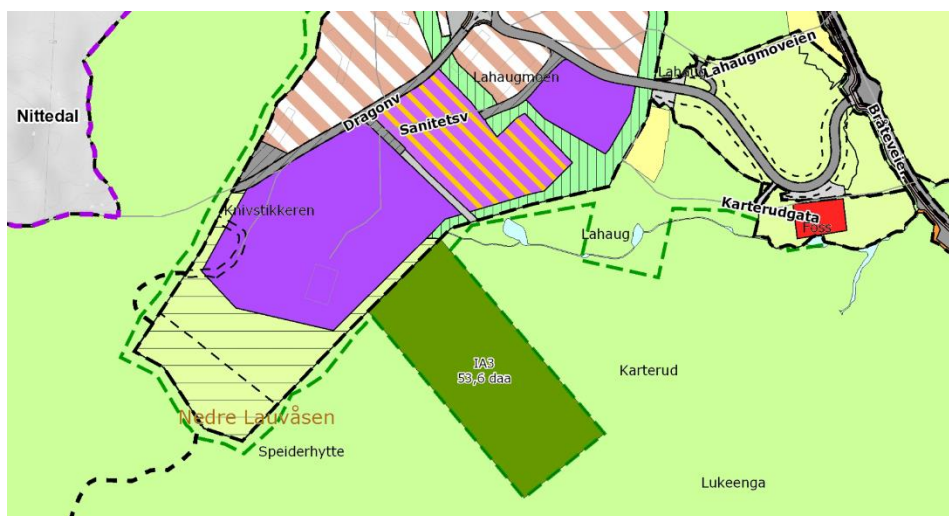 Lahaugmoveien
Lahaug
Lahaugmoen
Nittedal
Dragonv
Sanitetsv
Bråteveien
Knivstikkeren
Karterudgata
Foss
Lahaug
IA3
53,6 daa
Karterud
Nedre Lauvåsen
Speiderhytte
Lukeenga